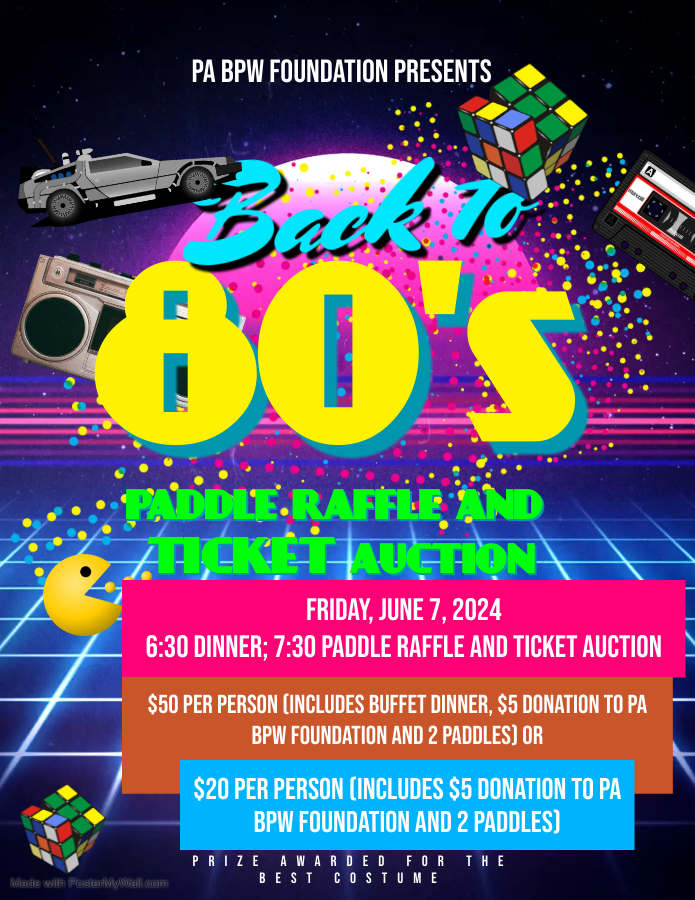 PA BPW FOUNDATION PRESENTS
Back To
80's
PADDLE RAFFLE AND
TICKET AUCTION
FRIDAY, JUNE 7, 2024
6:30 DINNER; 7:30 PADDLE RAFFLE AND TICKET AUCTION
$50 PER PERSON (INCLUDES BUFFET DINNER, $5 DONATION TO PA
BPW FOUNDATION AND 2 PADDLES) OR
$20 PER PERSON (INCLUDES $5 DONATION TO PA
BPW FOUNDATION AND 2 PADDLES)
PRIZE AWARDED FOR THE
BEST COSTUME
Made with PosterMyWall.com
A